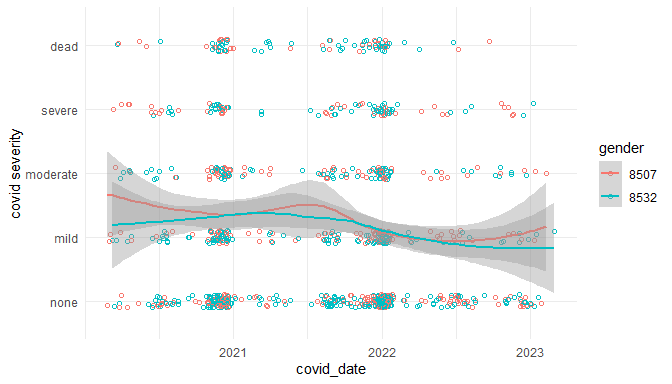 dead
severe
moderate
mild
none
covid severity
2021
2022
2023
covid_date
gender
8507
8532